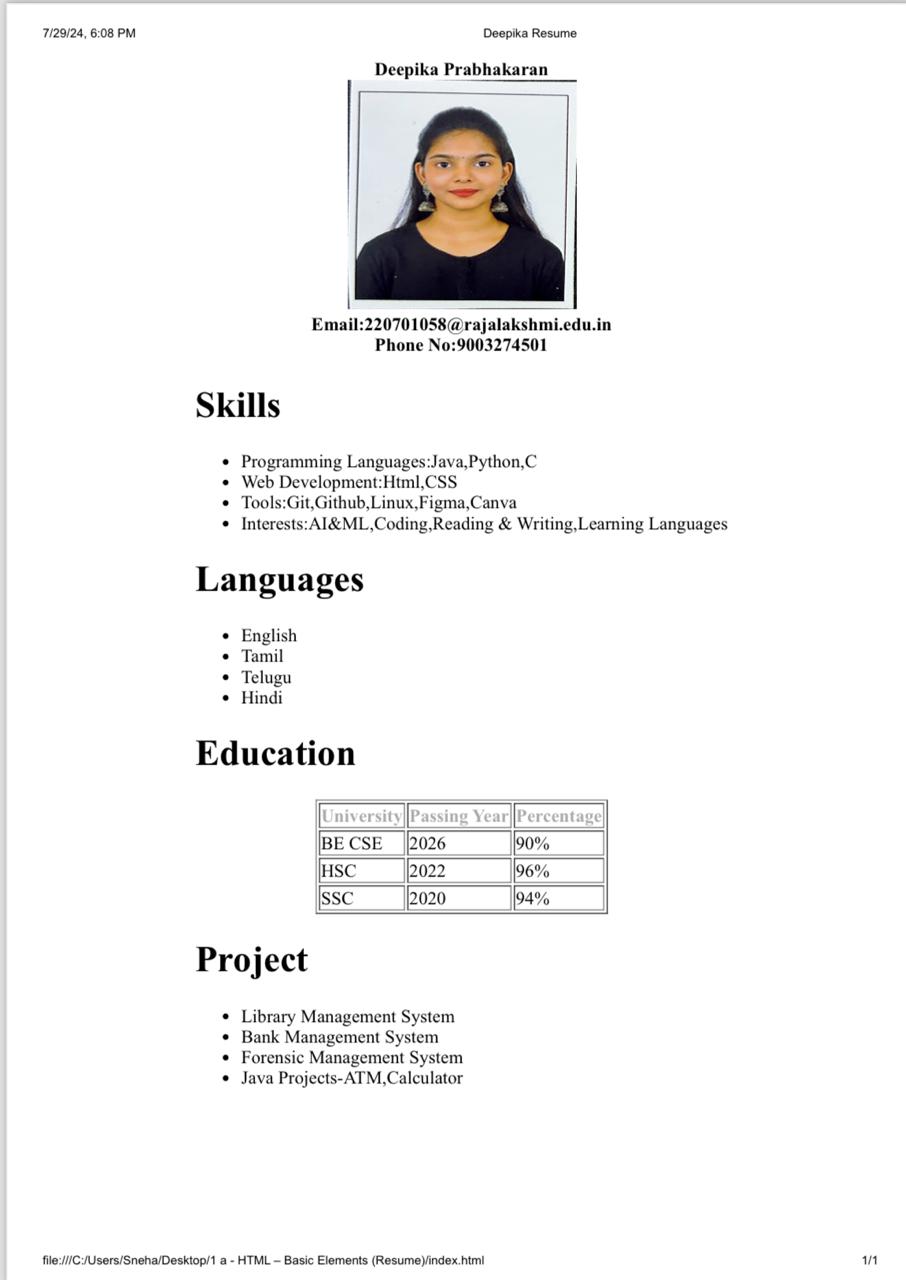 7/29/24, 6:08 PM Deepika Resume
Deepika Prabhakaran
Email:220701058@rajalakshmi.edu.in
Phone No:9003274501
Skills
Programming Languages:Java,Python,C
Web Development:Html,CSS
Tools:Git,Github,Linux,Figma,Canva
Interests:AI&ML,Coding,Reading & Writing,Learning Languages
Languages
English
Tamil
Telugu
Hindi
Education
University Passing Year Percentage
BE CSE 2026 90%
HSC 2022 96%
SSC 2020 94%
Project
Library Management System
Bank Management System
Forensic Management System
Java Projects-ATM,Calculator
file:///C:/Users/Sneha/Desktop/1 a - HTML – Basic Elements (Resume)/index.html 1/1